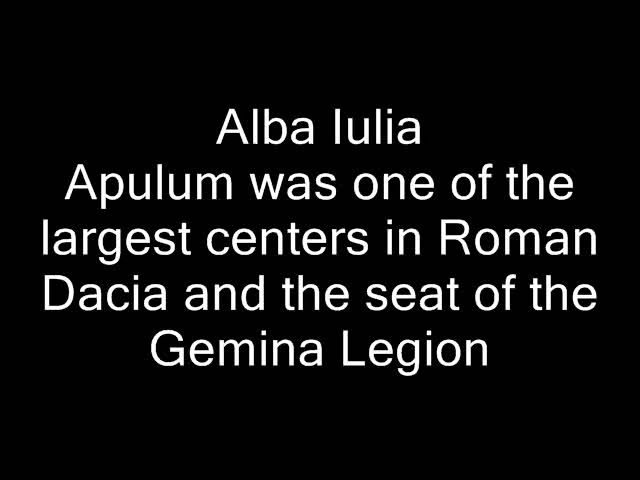 Alba Iulia
Apulum was one of the
largest centers in Roman
Dacia and the seat of the
Gemina Legion